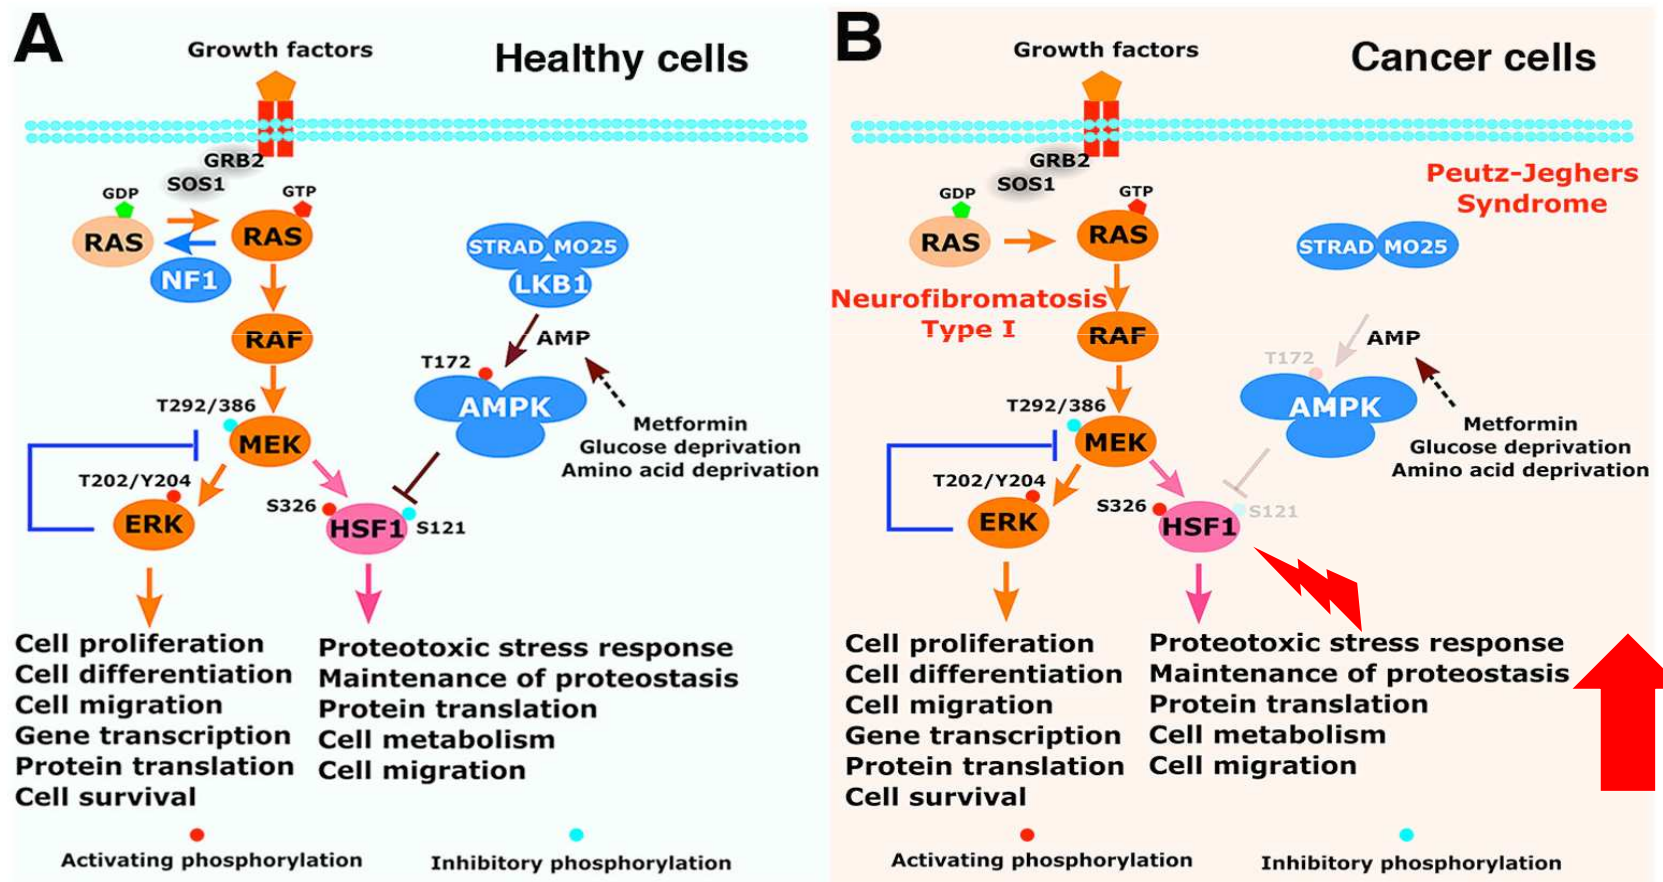 A
Growth factors
Healthy cells
GRB2
SOS1
GDP
GTP
RAS
RAS
NF1
STRAD
MO25
LKB1
RAF
AMP
T172
AMPK
T292/386
Metformin
Glucose deprivation
Amino acid deprivation
MEK
T202/Y204
S326
ERK
HSF1
S121
Cell proliferation
Cell differentiation
Cell migration
Gene transcription
Protein translation
Cell survival
Proteotoxic stress response
Maintenance of proteostasis
Protein translation
Cell metabolism
Cell migration
Activating phosphorylation
Inhibitory phosphorylation
B
Growth factors
Cancer cells
GRB2
SOS1
Peutz-Jeghers
Syndrome
GDP
GTP
RAS
RAS
STRAD
MO25
Neurofibromatosis
Type I
RAF
AMP
T172
AMPK
T292/386
Metformin
Glucose deprivation
Amino acid deprivation
MEK
T202/Y204
S326
ERK
HSF1
S121
Cell proliferation
Cell differentiation
Cell migration
Gene transcription
Protein translation
Cell survival
Proteotoxic stress response
Maintenance of proteostasis
Protein translation
Cell metabolism
Cell migration
Activating phosphorylation
Inhibitory phosphorylation